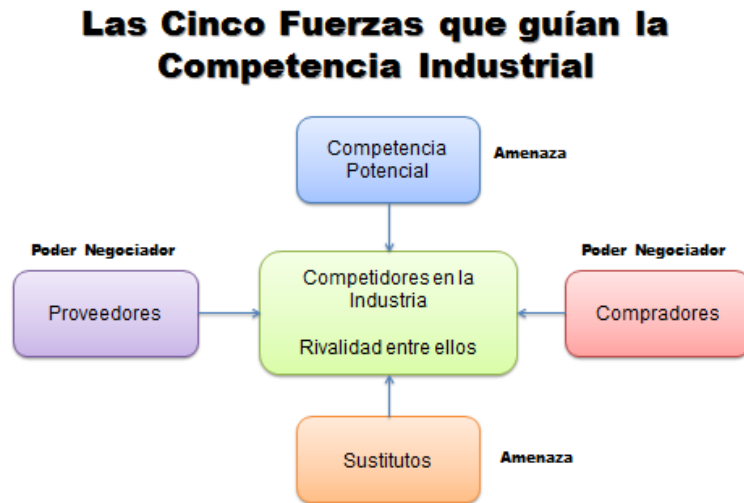 Las Cinco Fuerzas que guían la
Competencia Industrial
Competencia
Potencial
Amenaza
Poder Negociador
Proveedores
Competidores en la
Industria
Rivalidad entre ellos
Poder Negociador
Compradores
Sustitutos
Amenaza